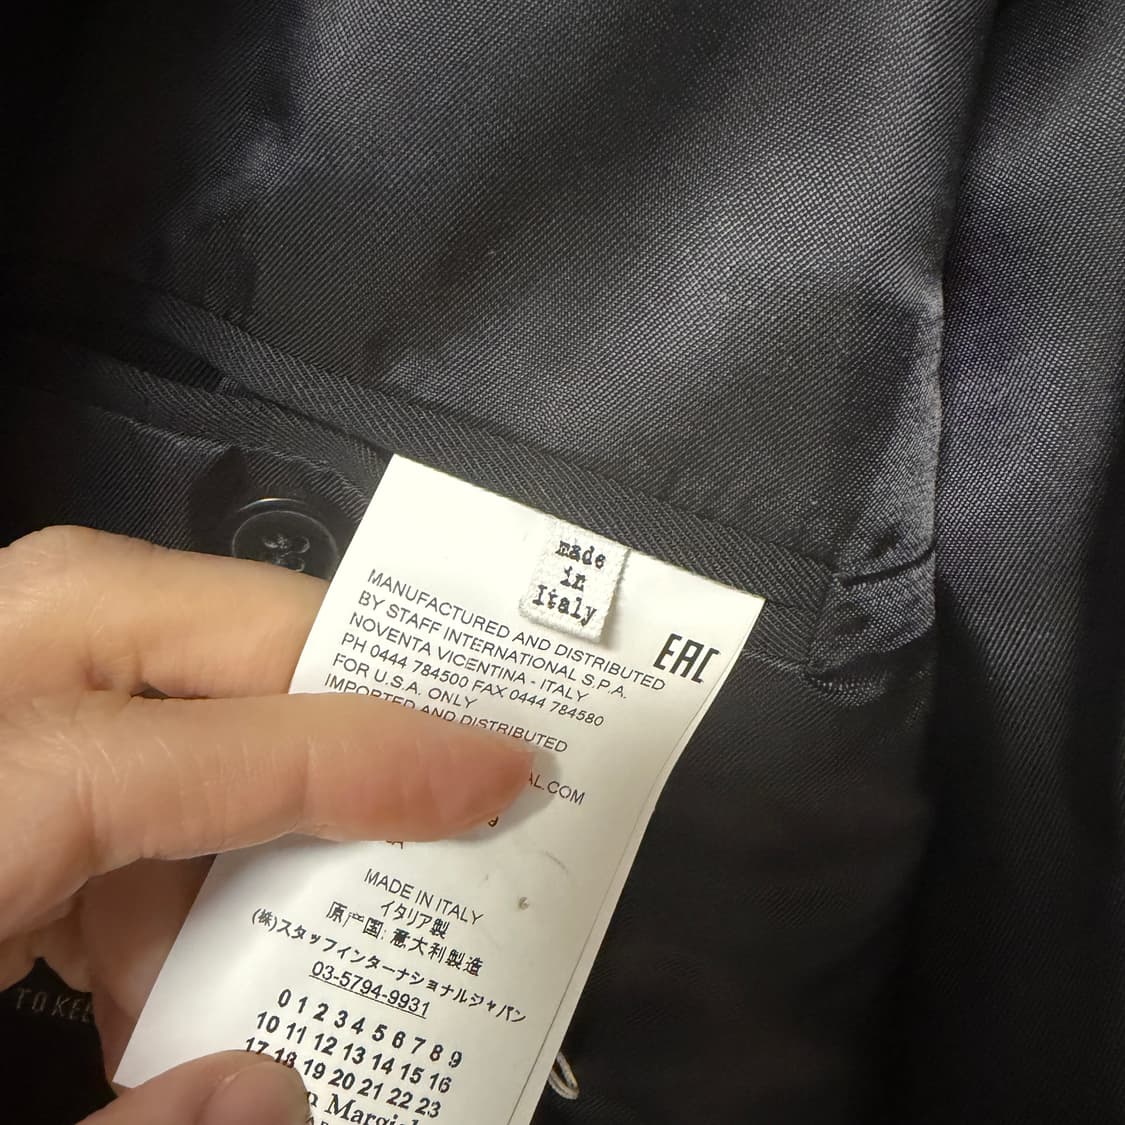 made
in
Italy
EAC
MANUFACTURED AND DISTRIBUTED
BY STAFF INTERNATIONAL S.P.A.
NOVENTA VICENTINA - ITALY
PH 0444 784500 FAX 0444 784580
FOR U.S.A. ONLY
IMPORTED AND DISTRIBUTED
AL.COM
MADE IN ITALY
イタリア製
原产国: 意大利製造
(株)スタッフインターナショナルジャパン
03-5794-9931
0 1 2 3 4 5 6 7 8 9
10 11 12 13 14 15 16
17 18 19 20 21 22 23
TO KEE